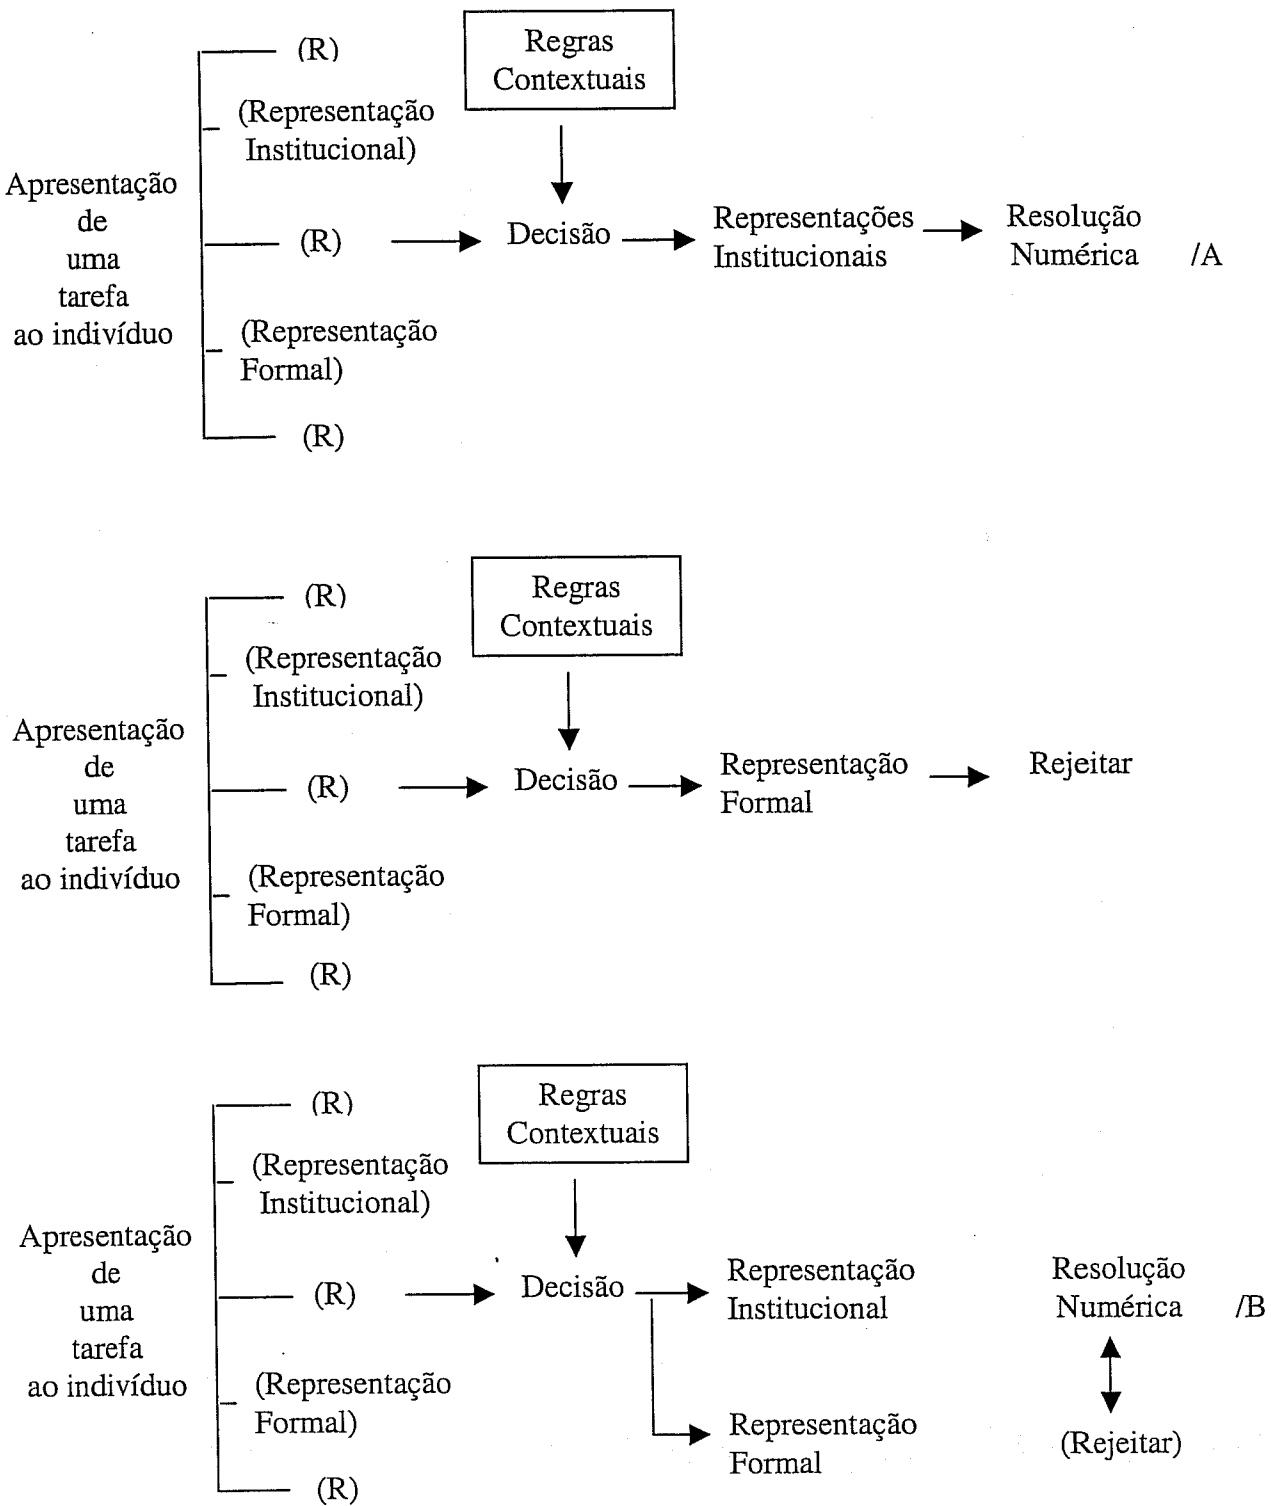 (R)
Regras
Contextuais
(Representação
Institucional)
Apresentação
de
uma
tarefa
ao indivíduo
(R)
Decisão
Representações
Institucionais
Resolução
Numérica /A
(Representação
Formal)
(R)
(R)
Regras
Contextuais
(Representação
Institucional)
Apresentação
de
uma
tarefa
ao indivíduo
(R)
Decisão
Representação
Formal
Rejeitar
(Representação
Formal)
(R)
(R)
Regras
Contextuais
(Representação
Institucional)
Apresentação
de
uma
tarefa
ao indivíduo
(R)
Decisão
Representação
Institucional
Resolução
Numérica /B
(Representação
Formal)
Representação
Formal
(Rejeitar)
(R)